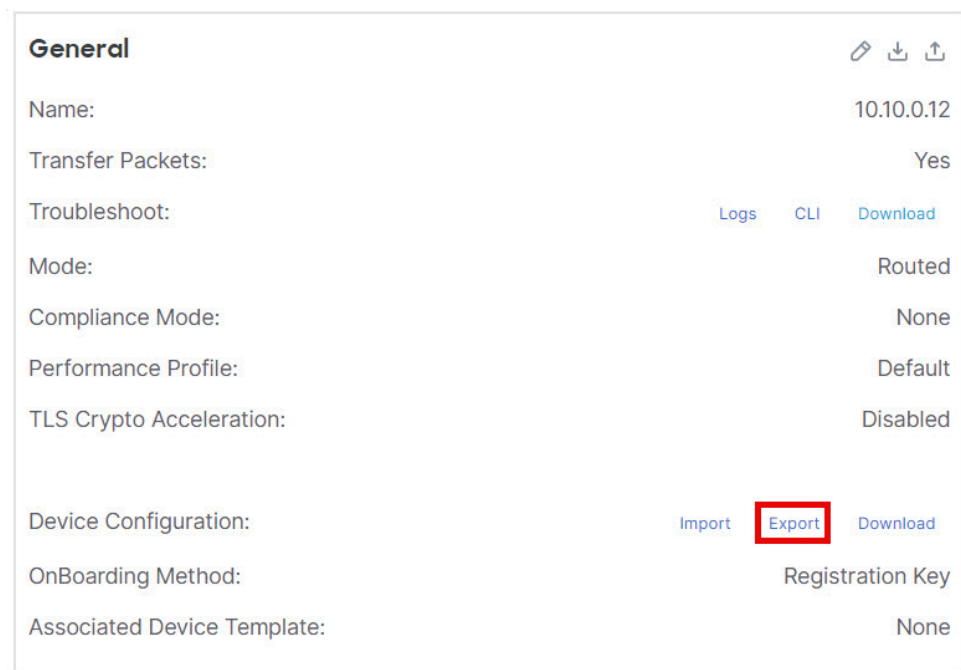 General
Name: 10.10.0.12
Transfer Packets: Yes
Troubleshoot: Logs CLI Download
Mode: Routed
Compliance Mode: None
Performance Profile: Default
TLS Crypto Acceleration: Disabled
Device Configuration: Import Export Download
OnBoarding Method: Registration Key
Associated Device Template: None